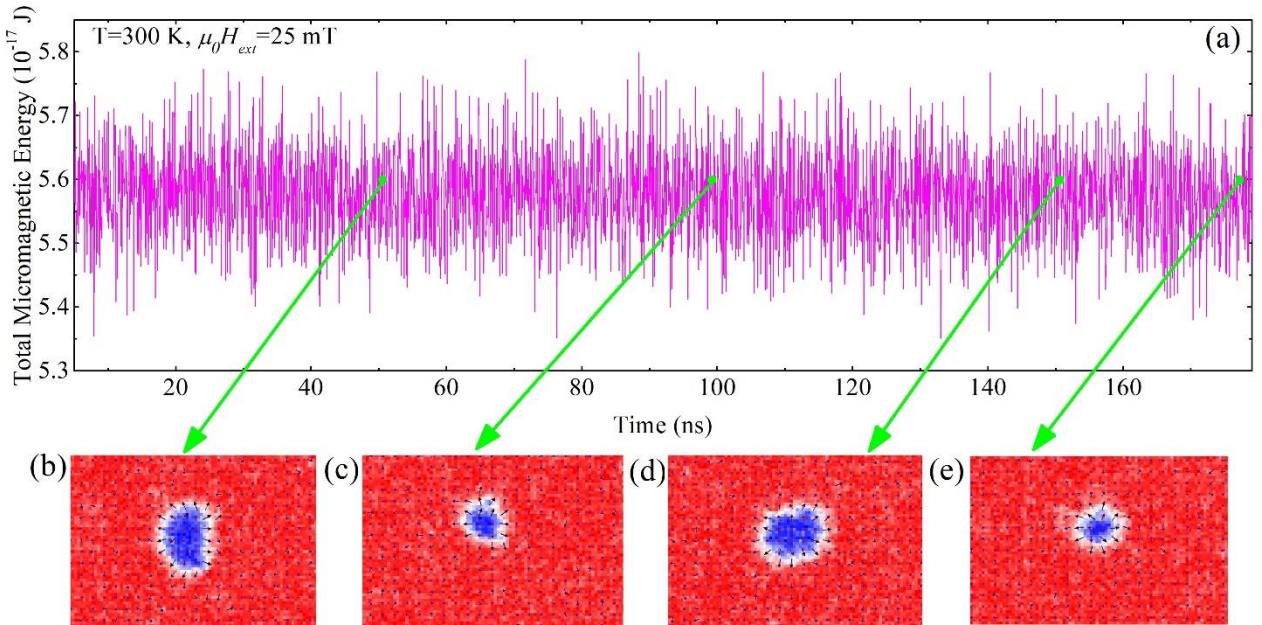 T=300 K, μ0Hext=25 mT
(a)
Total Micromagnetic Energy (10^-17 J)
5.8
5.7
5.6
5.5
5.4
5.3
20 40 60 80 100 120 140 160
Time (ns)
(b) (c) (d) (e)